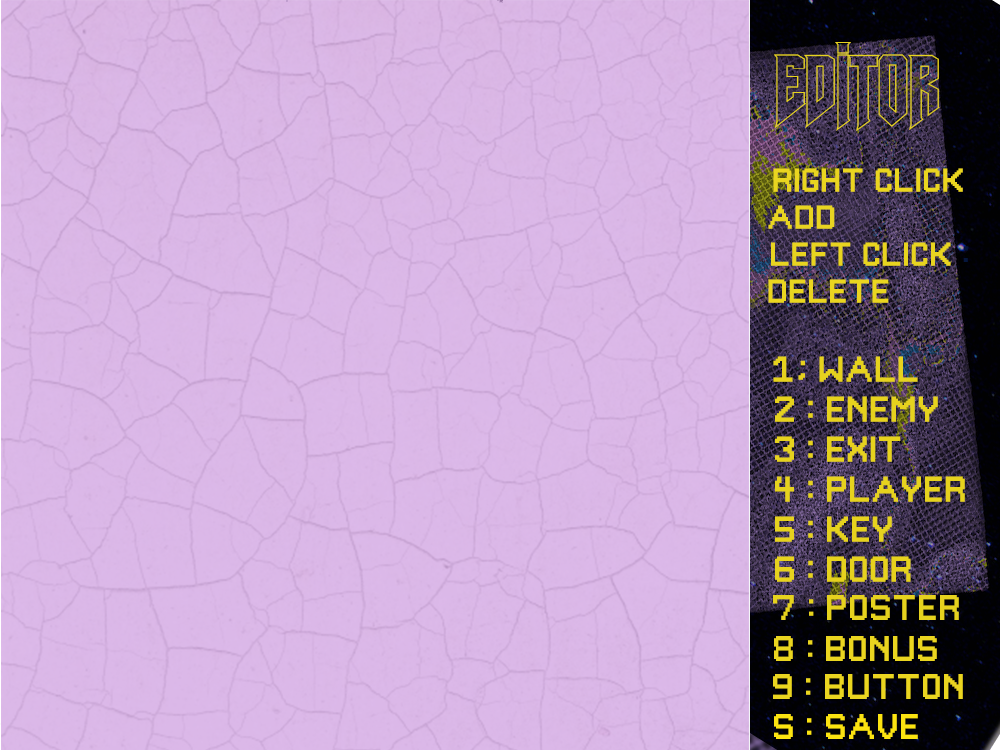 EDiTOR
RIGHT CLICK
ADD
LEFT CLICK
DELETE
1; WALL
2 : ENEMY
3 : EXIT
4 : PLAYER
5 : KEY
6 : DOOR
7 : POSTER
8 : BONUS
9 : BUTTON
S : SAVE